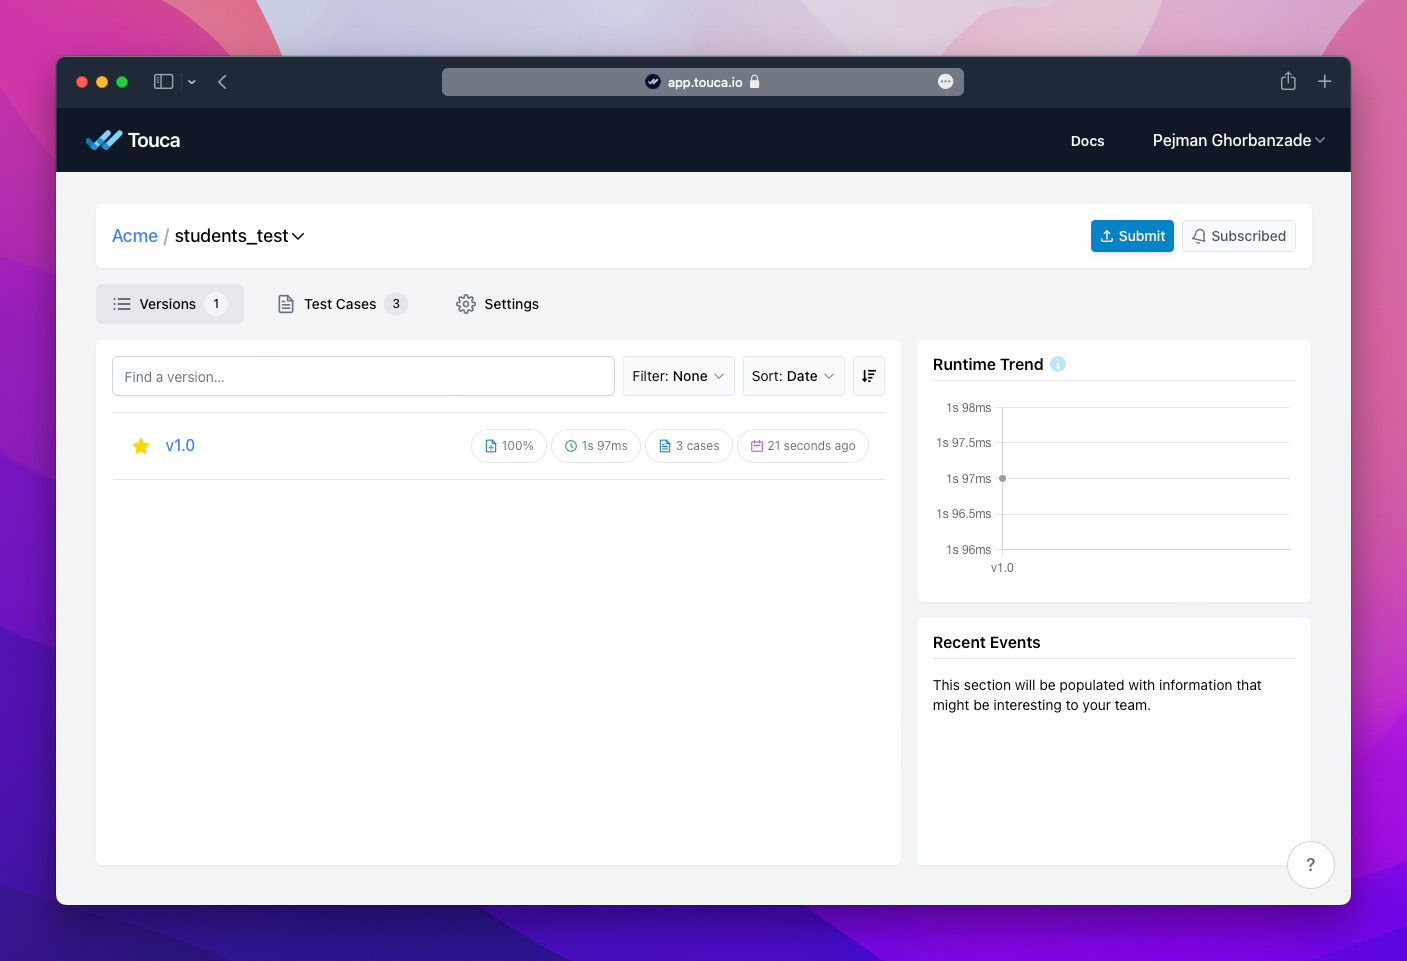 app.touca.io
Touca
Docs
Pejman Ghorbanzade
Acme / students_test
Submit
Subscribed
Versions 1
Test Cases 3
Settings
Find a version...
Filter: None
Sort: Date
v1.0
100%
1s 97ms
3 cases
21 seconds ago
Runtime Trend
1s 98ms
1s 97.5ms
1s 97ms
1s 96.5ms
1s 96ms
v1.0
Recent Events
This section will be populated with information that
might be interesting to your team.
?